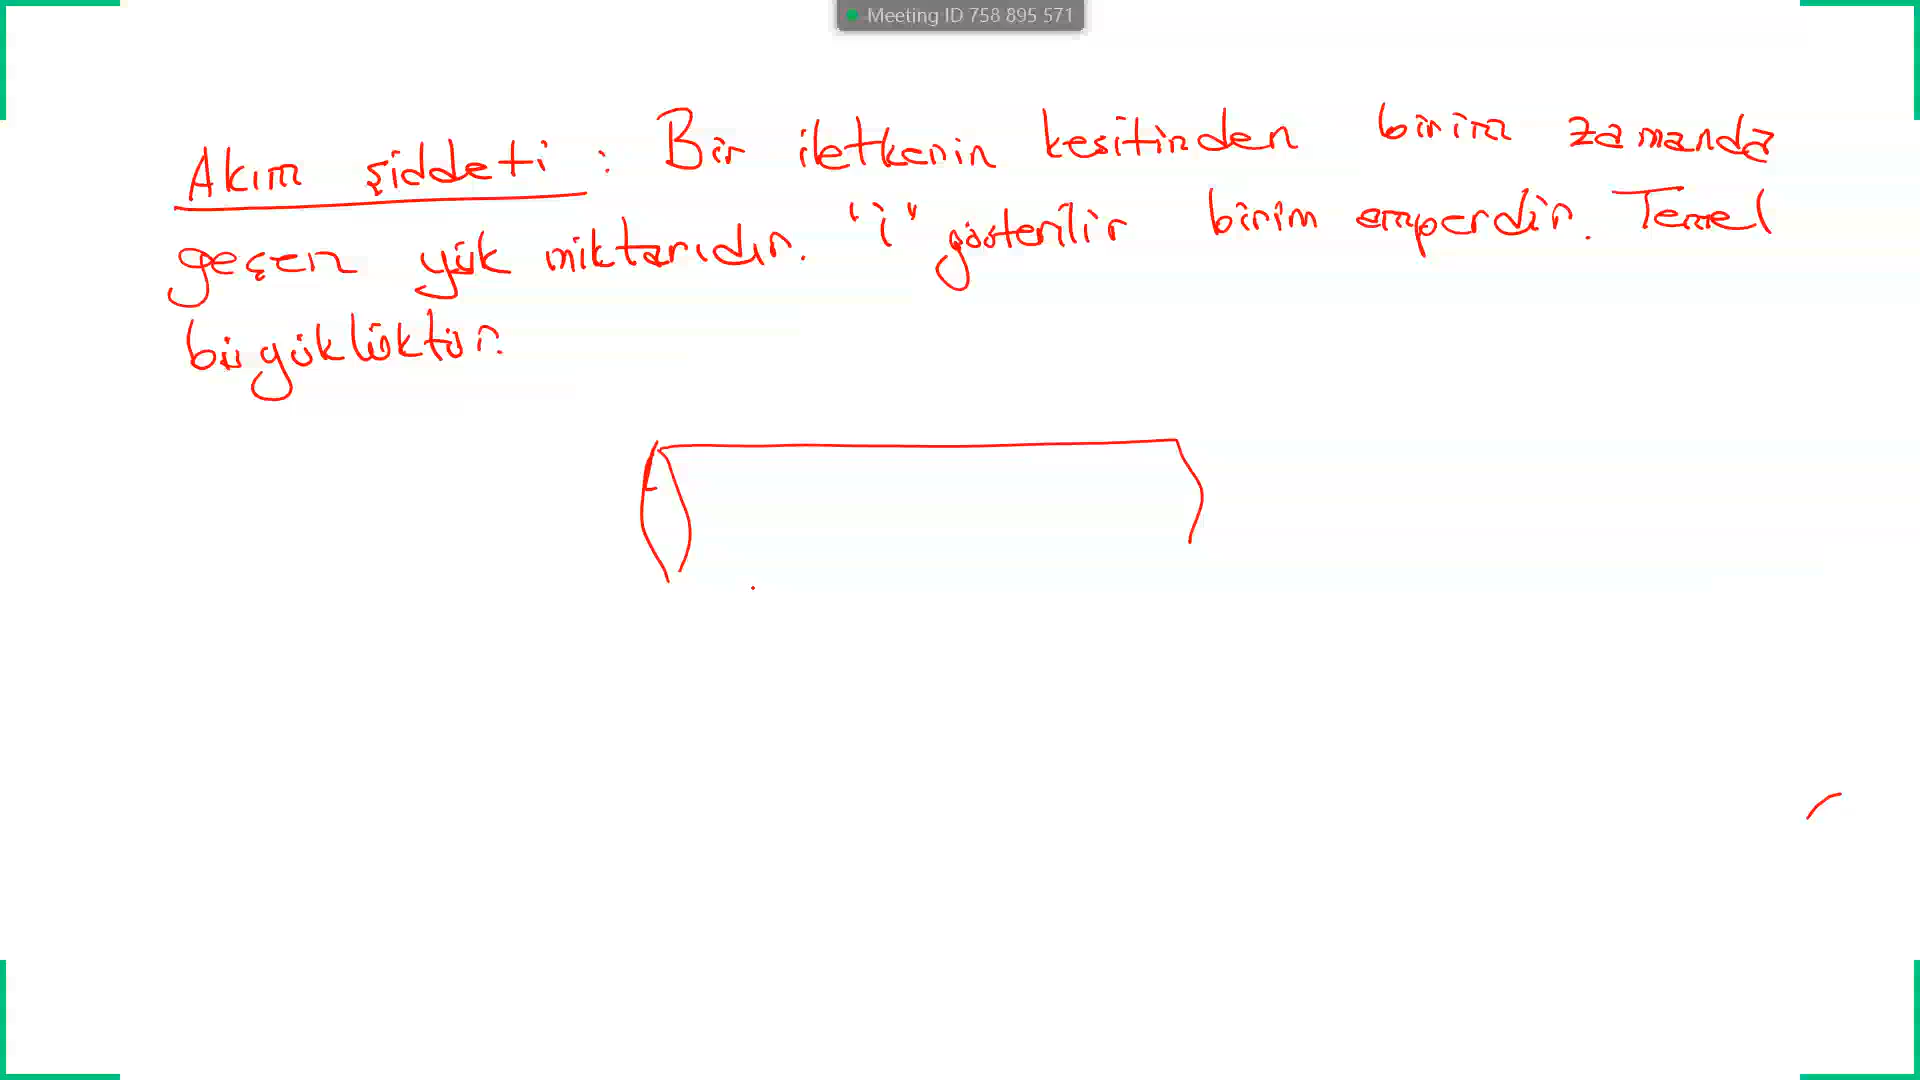 Meeting ID 758 895 571
Akım şiddeti : Bir iletkenin kesitinden birim zamanda
geçen yük miktarıdır. "i" gösterilir birim amperdir. Temel
büyüklüktür.